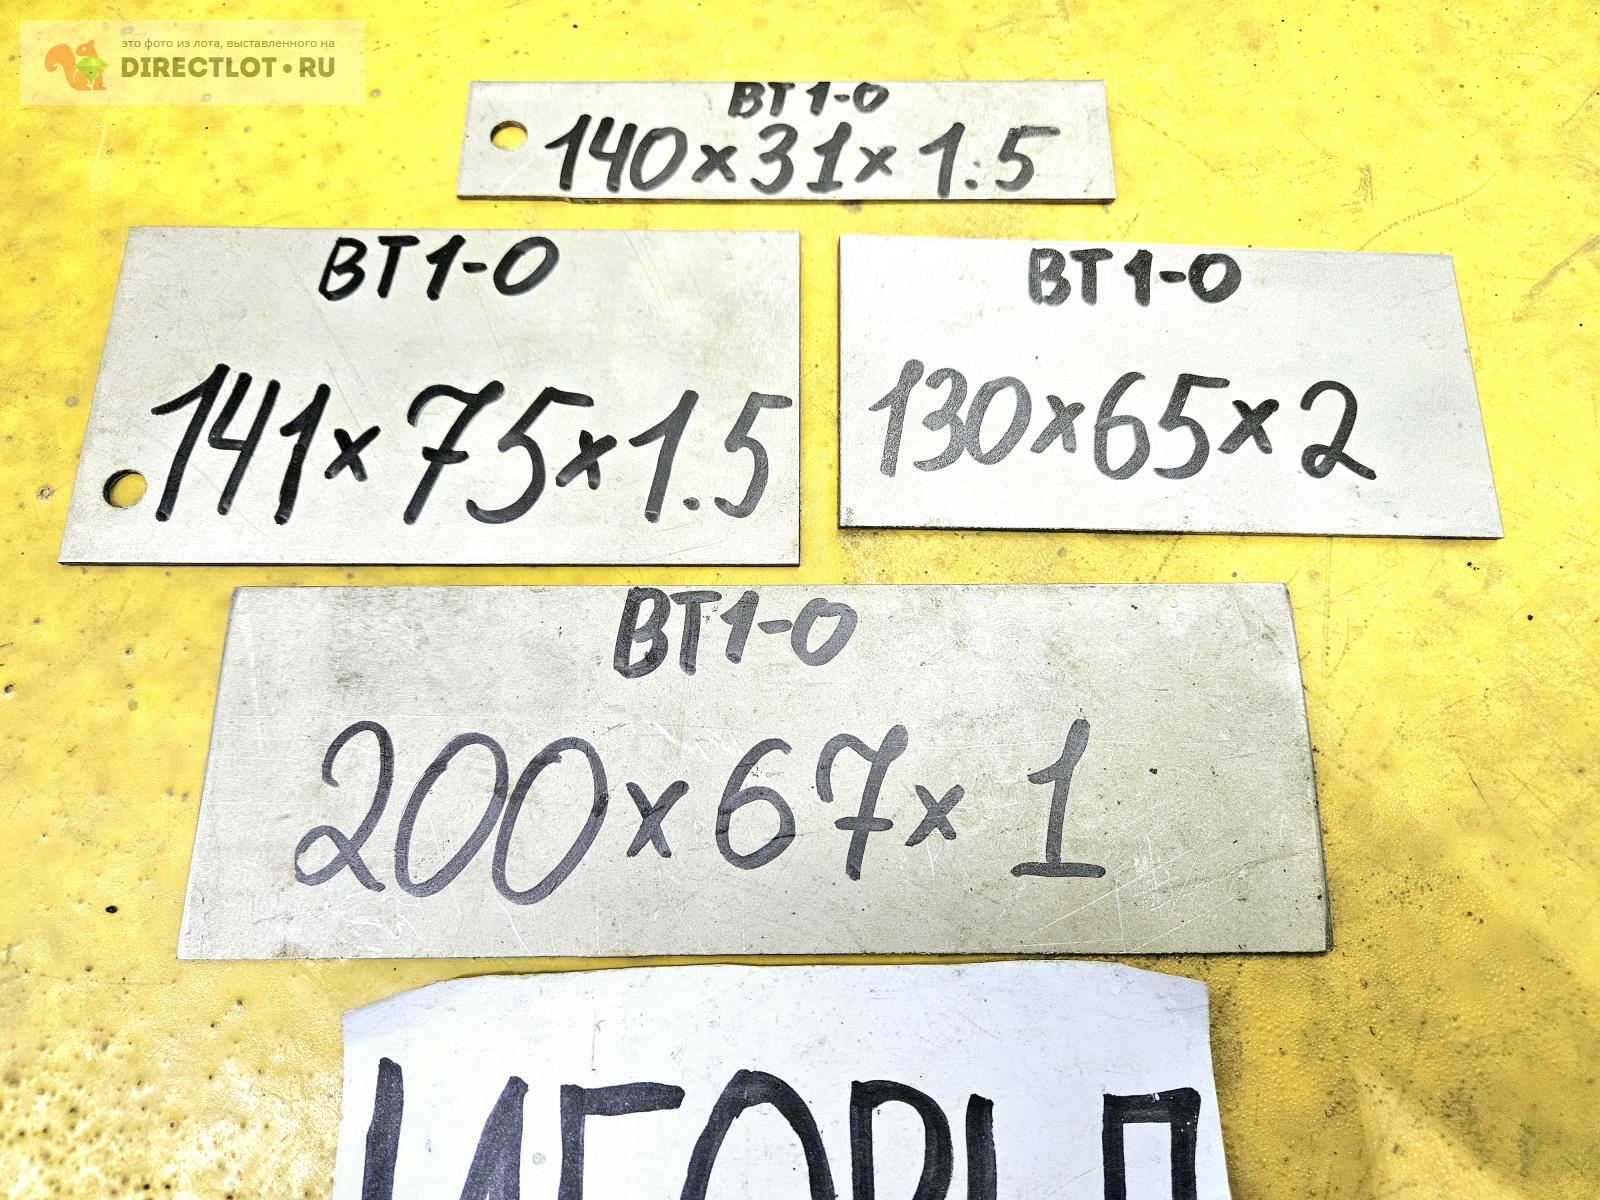 это фото из лота, выставленного на
DIRECTLOT•RU
ВТ1-0
140×31×1.5
ВТ1-0
141×75×1.5
ВТ1-0
130×65×2
ВТ1-0
200×67×1